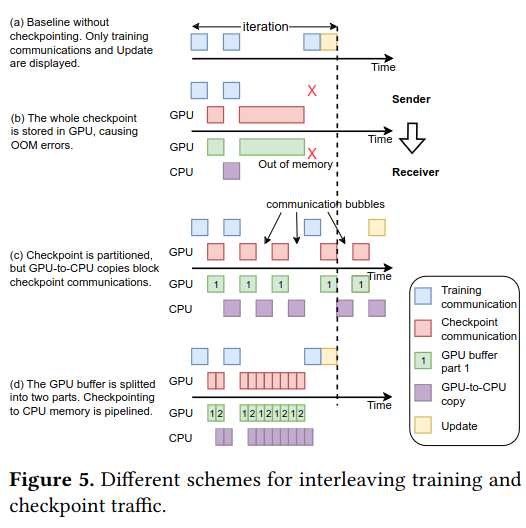 (a) Baseline without
checkpointing. Only training
communications and Update
are displayed.
iteration
Time
X
Sender
GPU
(b) The whole checkpoint
is stored in GPU, causing
OOM errors.
Time
GPU
X
Out of memory
CPU
Receiver
communication bubbles
(c) Checkpoint is partitioned,
but GPU-to-CPU copies block
checkpoint communications.
GPU
Time
GPU 1 1 1 1 1
CPU
(d) The GPU buffer is splitted
into two parts. Checkpointing
to CPU memory is pipelined.
GPU
Time
GPU 1 2 1 2 1 2 1 2 1 2
CPU
Training
communication
Checkpoint
communication
1 GPU buffer
part 1
GPU-to-CPU
copy
Update
Figure 5. Different schemes for interleaving training and
checkpoint traffic.